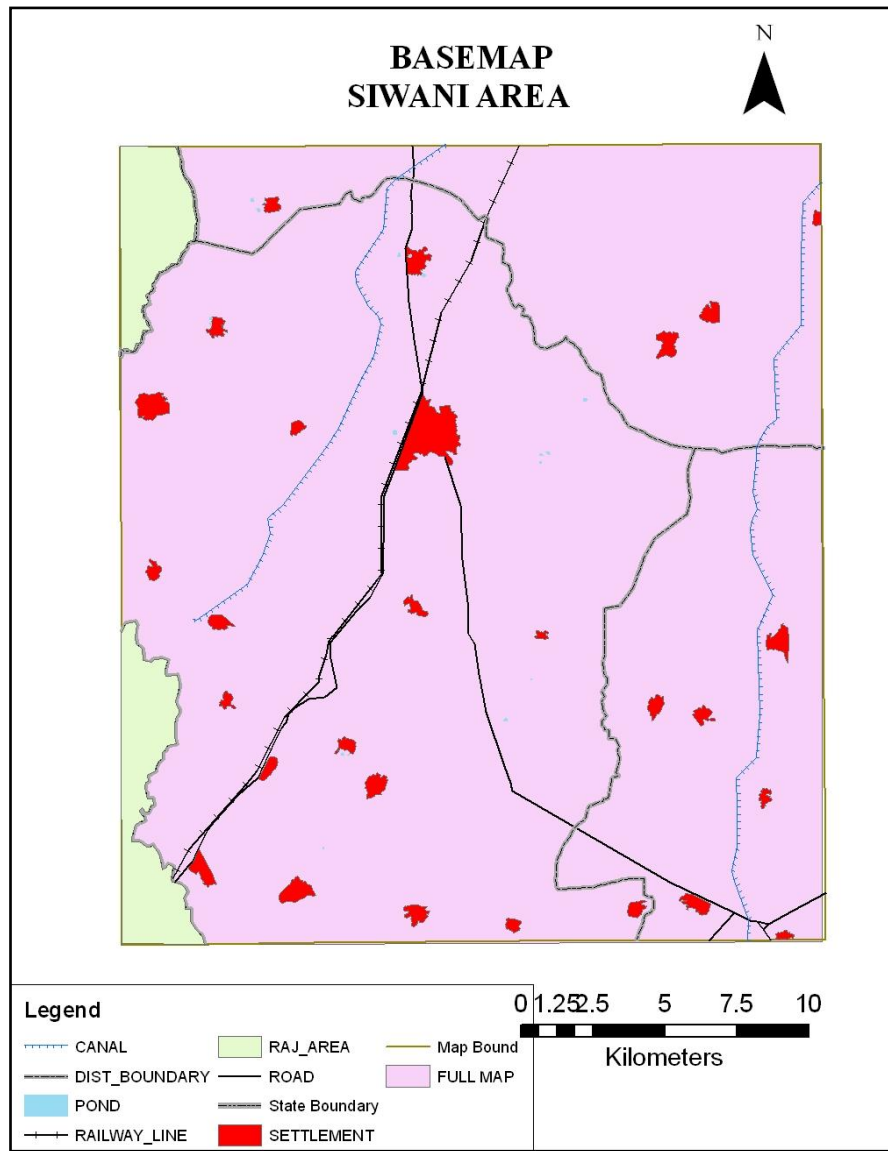 BASEMAP
SIWANI AREA
N
Legend
CANAL
DIST_BOUNDARY
POND
RAILWAY_LINE
RAJ_AREA
ROAD
State Boundary
SETTLEMENT
Map Bound
FULL MAP
0 1.25 2.5 5 7.5 10
Kilometers